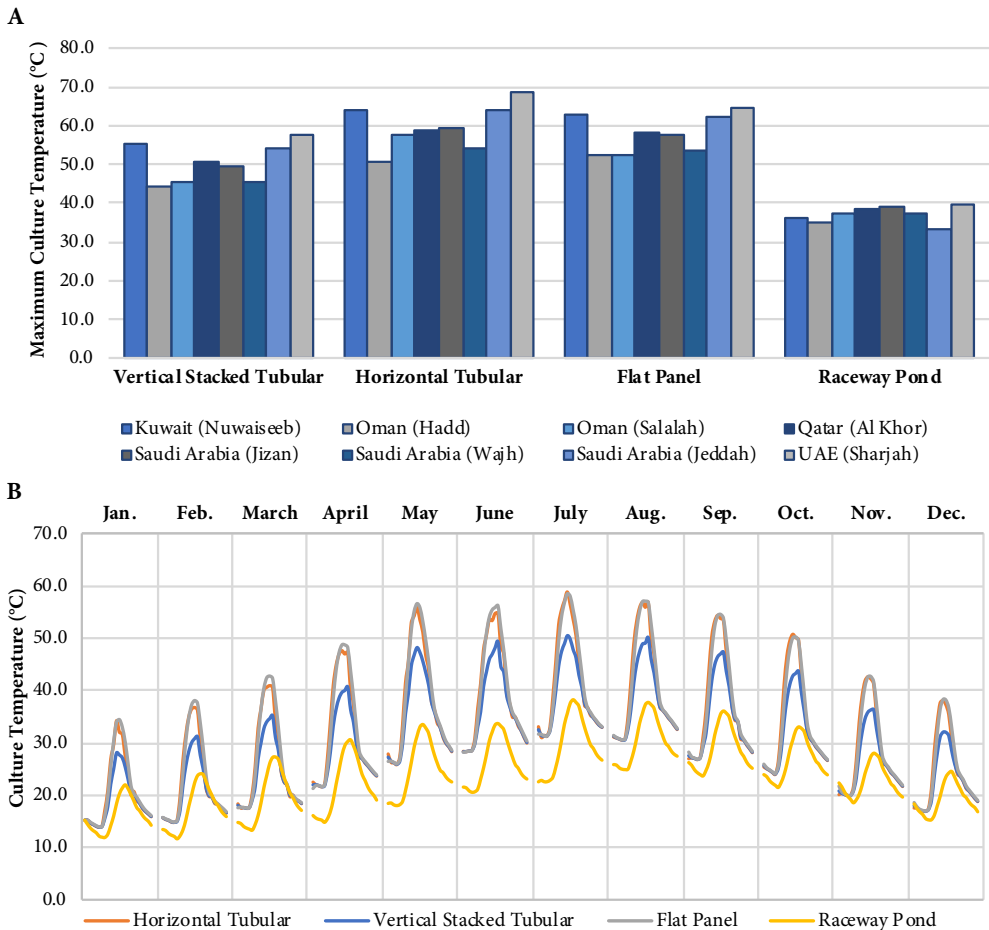 A
Maximum Culture Temperature (°C)
80.0
70.0
60.0
50.0
40.0
30.0
20.0
10.0
0.0
Vertical Stacked Tubular Horizontal Tubular Flat Panel Raceway Pond
Kuwait (Nuwaiseeb) Oman (Hadd) Oman (Salalah) Qatar (Al Khor)
Saudi Arabia (Jizan) Saudi Arabia (Wajh) Saudi Arabia (Jeddah) UAE (Sharjah)
B
Jan. Feb. March April May June July Aug. Sep. Oct. Nov. Dec.
Culture Temperature (°C)
70.0
60.0
50.0
40.0
30.0
20.0
10.0
0.0
Horizontal Tubular Vertical Stacked Tubular Flat Panel Raceway Pond